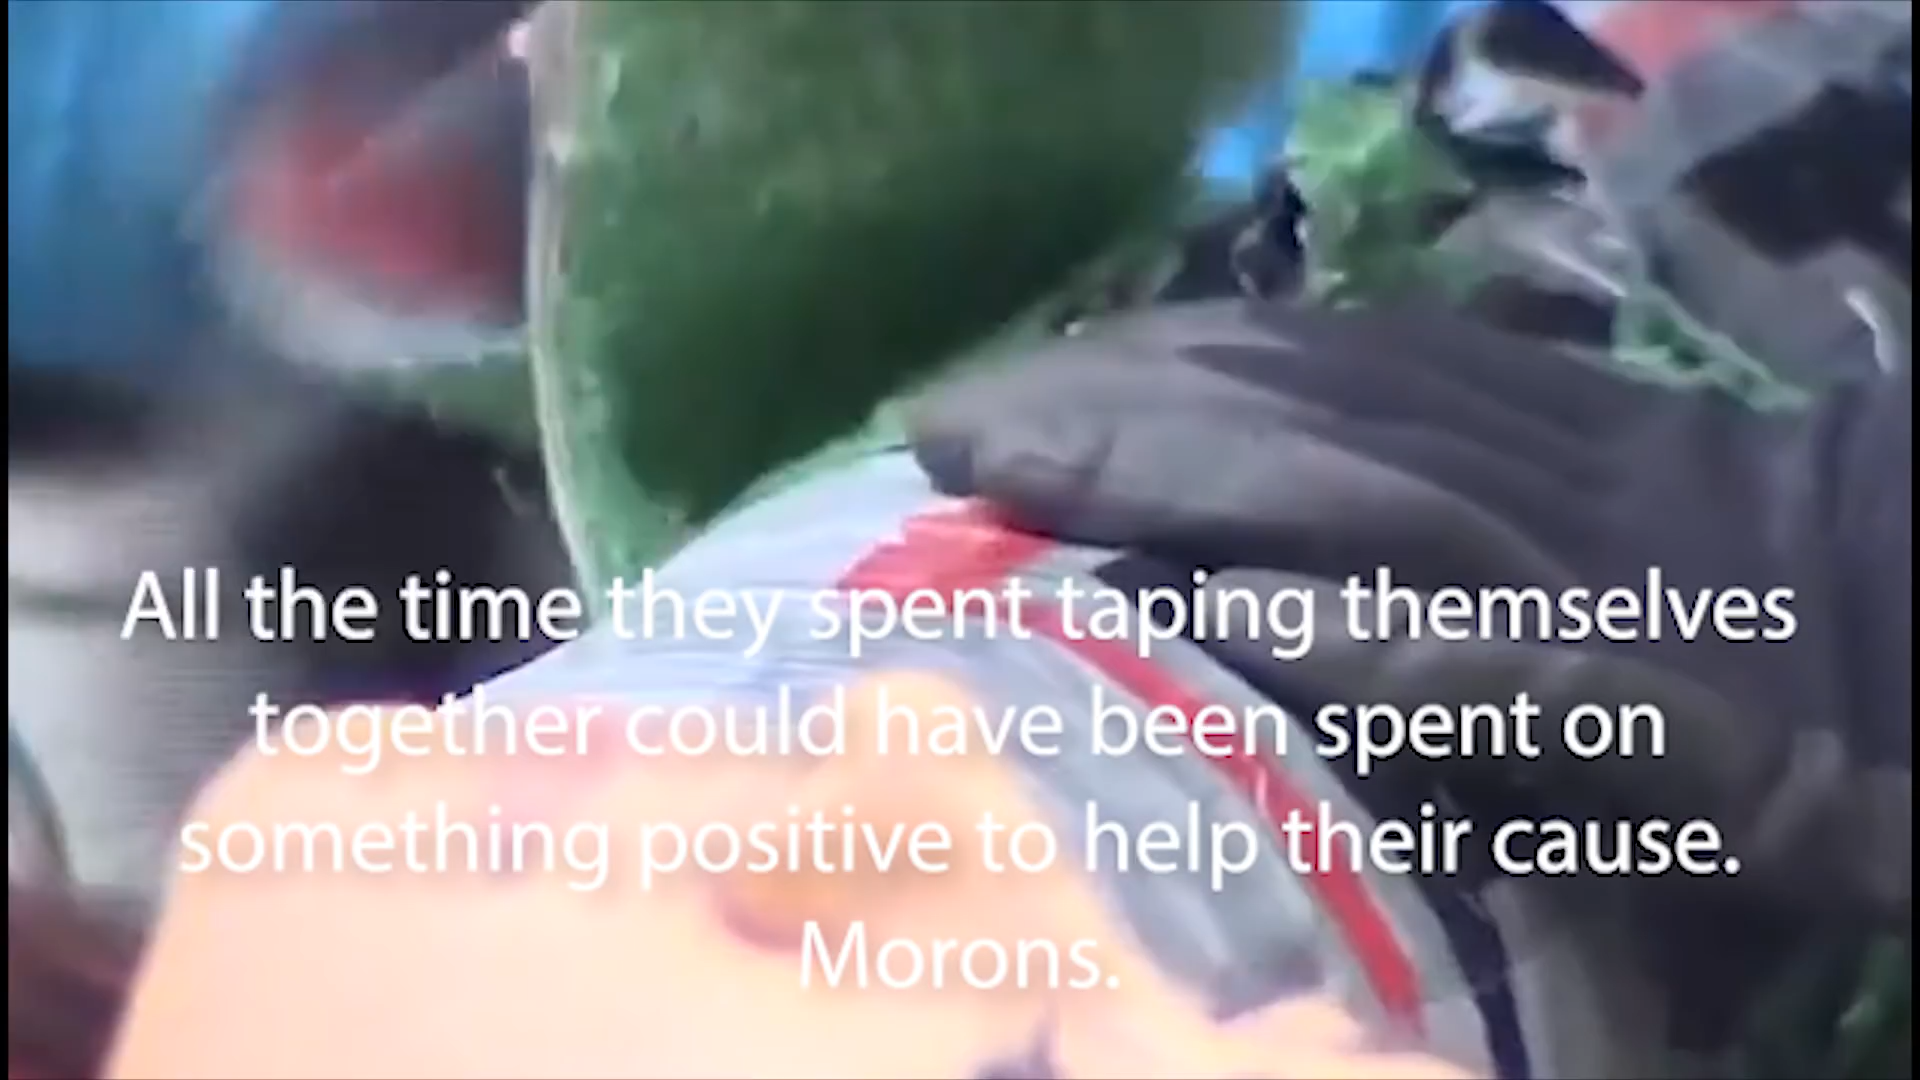 All the time they spent taping themselves
together could have been spent on
something positive to help their cause.
Morons.